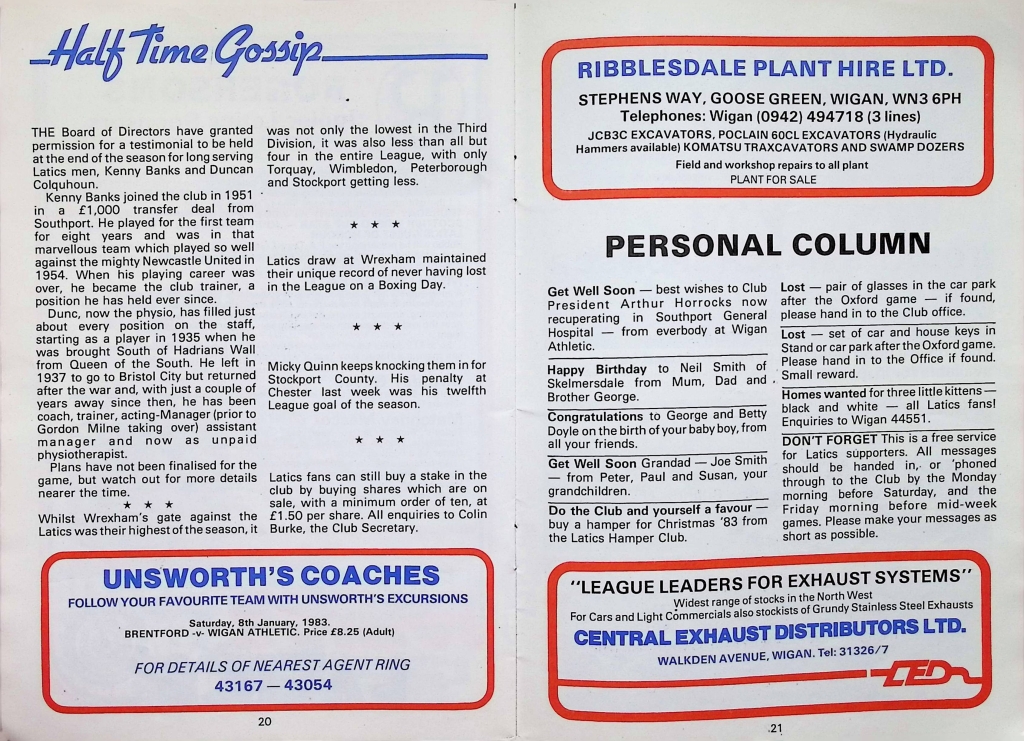 Half Time Gossip
THE Board of Directors have granted
permission for a testimonial to be held
at the end of the season for long serving
Latics men, Kenny Banks and Duncan
Colquhoun.
Kenny Banks joined the club in 1951
in a £1,000 transfer deal from
Southport. He played for the first team
for eight years and was in that
marvellous team which played so well
against the mighty Newcastle United in
1954. When his playing career was
over, he became the club trainer, a
position he has held ever since.
Dunc, now the physio, has filled just
about every position on the staff,
starting as a player in 1935 when he
was brought South of Hadrians Wall
from Queen of the South. He left in
1937 to go to Bristol City but returned
after the war and, with just a couple of
years away since then, he has been
coach, trainer, acting-Manager (prior to
Gordon Milne taking over) assistant
manager and now as unpaid
physiotherapist.
Plans have not been finalised for the
game, but watch out for more details
nearer the time.
★ ★ ★
Whilst Wrexham's gate against the
Latics was their highest of the season, it
was not only the lowest in the Third
Division, it was also less than all but
four in the entire League, with only
Torquay, Wimbledon, Peterborough
and Stockport getting less.
★ ★ ★
Latics draw at Wrexham maintained
their unique record of never having lost
in the League on a Boxing Day.
★ ★ ★
Micky Quinn keeps knocking them in for
Stockport County. His penalty at
Chester last week was his twelfth
League goal of the season.
★ ★ ★
Latics fans can still buy a stake in the
club by buying shares which are on
sale, with a minimum order of ten, at
£1.50 per share. All enquiries to Colin
Burke, the Club Secretary.
UNSWORTH'S COACHES
FOLLOW YOUR FAVOURITE TEAM WITH UNSWORTH'S EXCURSIONS
Saturday, 8th January, 1983.
BRENTFORD -v- WIGAN ATHLETIC. Price £8.25 (Adult)
FOR DETAILS OF NEAREST AGENT RING
43167 — 43054
20
RIBBLESDALE PLANT HIRE LTD.
STEPHENS WAY, GOOSE GREEN, WIGAN, WN3 6PH
Telephones: Wigan (0942) 494718 (3 lines)
JCB3C EXCAVATORS, POCLAIN 60CL EXCAVATORS (Hydraulic
Hammers available) KOMATSU TRAXCAVATORS AND SWAMP DOZERS
Field and workshop repairs to all plant
PLANT FOR SALE
PERSONAL COLUMN
Get Well Soon — best wishes to Club
President Arthur Horrocks now
recuperating in Southport General
Hospital — from everbody at Wigan
Athletic.
Happy Birthday to Neil Smith of
Skelmersdale from Mum, Dad and
Brother George.
Congratulations to George and Betty
Doyle on the birth of your baby boy, from
all your friends.
Get Well Soon Grandad — Joe Smith
— from Peter, Paul and Susan, your
grandchildren.
Do the Club and yourself a favour —
buy a hamper for Christmas '83 from
the Latics Hamper Club.
Lost — pair of glasses in the car park
after the Oxford game — if found,
please hand in to the Club office.
Lost — set of car and house keys in
Stand or car park after the Oxford game.
Please hand in to the Office if found.
Small reward.
Homes wanted for three little kittens —
black and white — all Latics fans!
Enquiries to Wigan 44551.
DON'T FORGET This is a free service
for Latics supporters. All messages
should be handed in, or 'phoned
through to the Club by the Monday
morning before Saturday, and the
Friday morning before mid-week
games. Please make your messages as
short as possible.
"LEAGUE LEADERS FOR EXHAUST SYSTEMS"
Widest range of stocks in the North West
For Cars and Light Commercials also stockists of Grundy Stainless Steel Exhausts
CENTRAL EXHAUST DISTRIBUTORS LTD.
WALKDEN AVENUE, WIGAN. Tel: 31326/7
CED
21